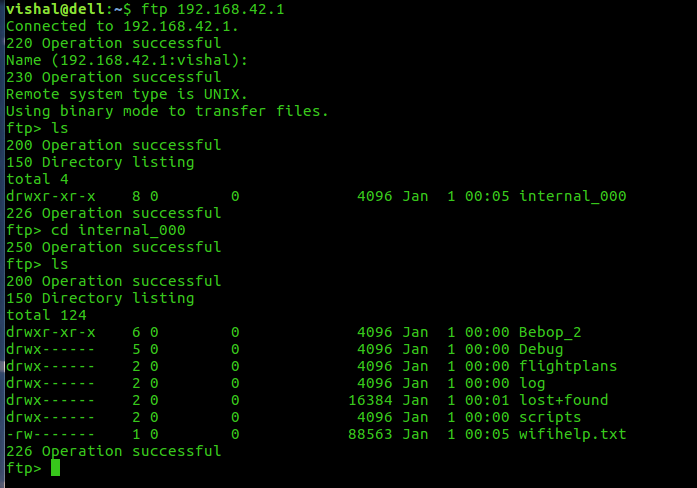 vishal@dell:~$ ftp 192.168.42.1
Connected to 192.168.42.1.
220 Operation successful
Name (192.168.42.1:vishal):
230 Operation successful
Remote system type is UNIX.
Using binary mode to transfer files.
ftp> ls
200 Operation successful
150 Directory listing
total 4
drwxr-xr-x    8 0        0             4096 Jan  1 00:05 internal_000
226 Operation successful
ftp> cd internal_000
250 Operation successful
ftp> ls
200 Operation successful
150 Directory listing
total 124
drwxr-xr-x    6 0        0             4096 Jan  1 00:00 Bebop_2
drwx------    5 0        0             4096 Jan  1 00:00 Debug
drwx------    2 0        0             4096 Jan  1 00:00 flightplans
drwx------    2 0        0             4096 Jan  1 00:00 log
drwx------    2 0        0            16384 Jan  1 00:01 lost+found
drwx------    2 0        0             4096 Jan  1 00:00 scripts
-rw-------    1 0        0            88563 Jan  1 00:05 wifihelp.txt
226 Operation successful
ftp>